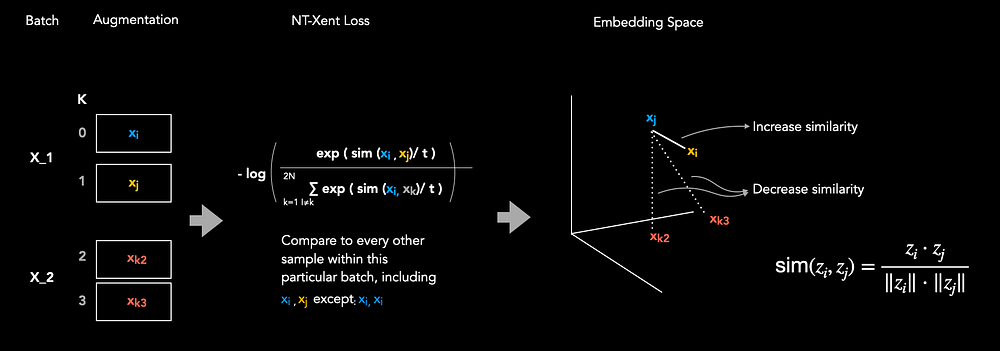 Batch
Augmentation
NT-Xent Loss
Embedding Space
K
0
xi
X_1
1
xj
2
xk2
X_2
3
xk3
- log
exp ( sim (xi , xj)/ t )
2N
∑ exp ( sim (xi, xk)/ t )
k=1 I≠k
Compare to every other
sample within this
particular batch, including
xi , xj except: xi, xi
xj
Increase similarity
xi
Decrease similarity
xk3
xk2
sim(zi, zj) = zi · zj / ||zi|| · ||zj||